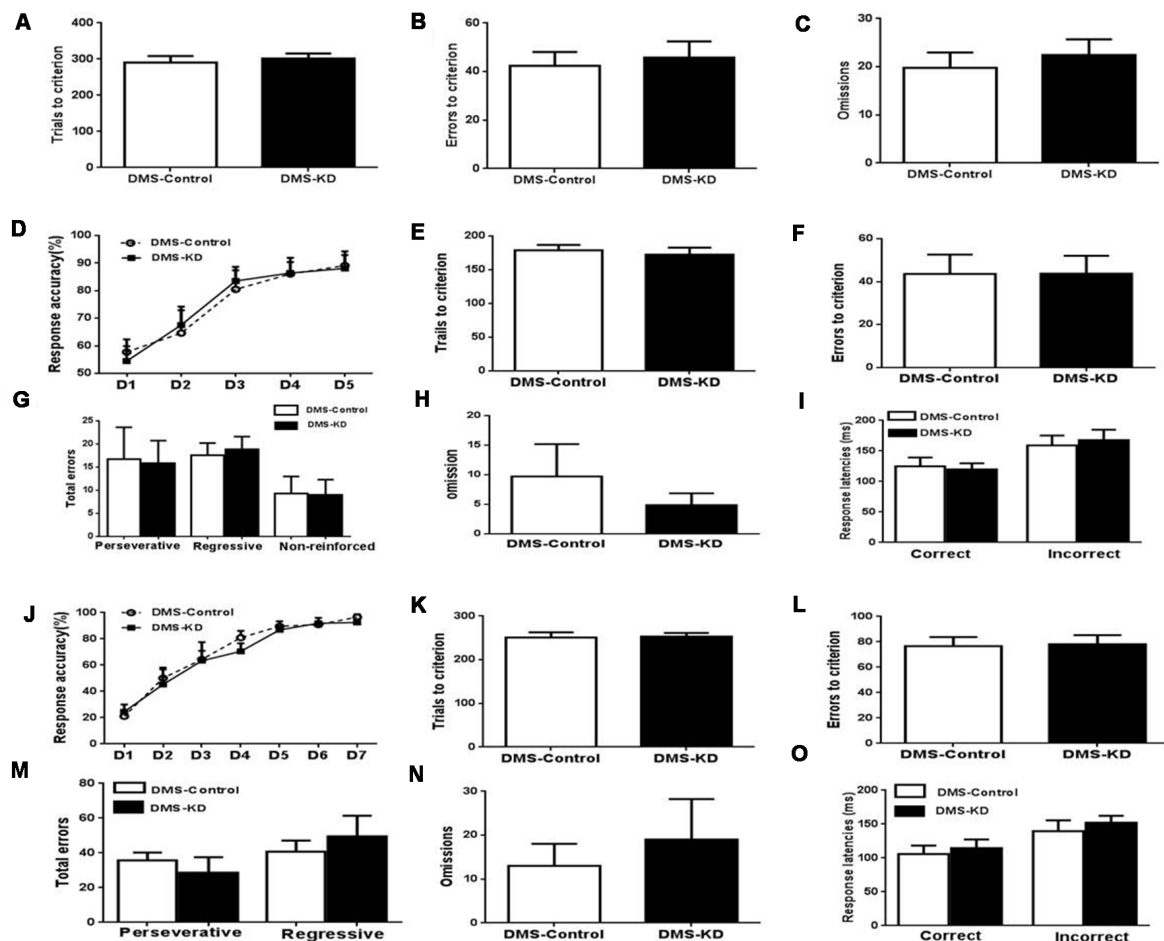 A
Trials to criterion
400
300
200
100
0
DMS-Control
DMS-KD
B
Errors to criterion
60
40
20
0
DMS-Control
DMS-KD
C
Omissions
30
20
10
0
DMS-Control
DMS-KD
D
Response accuracy(%)
100
90
80
70
60
50
DMS-Control
DMS-KD
D1 D2 D3 D4 D5
E
Trails to criterion
200
150
100
50
0
DMS-Control
DMS-KD
F
Errors to criterion
60
40
20
0
DMS-Control
DMS-KD
G
Total errors
25
20
15
10
5
0
DMS-Control
DMS-KD
Perseverative Regressive Non-reinforced
H
omission
20
15
10
5
0
DMS-Control
DMS-KD
I
Response latencies (ms)
200
150
100
50
0
DMS-Control
DMS-KD
Correct Incorrect
J
Response accuracy(%)
100
80
60
40
20
0
DMS-Control
DMS-KD
D1 D2 D3 D4 D5 D6 D7
K
Trials to criterion
300
200
100
0
DMS-Control
DMS-KD
L
Errors to criterion
100
80
60
40
20
0
DMS-Control
DMS-KD
M
Total errors
80
60
40
20
0
DMS-Control
DMS-KD
Perseverative Regressive
N
Omissions
30
20
10
0
DMS-Control
DMS-KD
O
Response latencies (ms)
200
150
100
50
0
DMS-Control
DMS-KD
Correct Incorrect